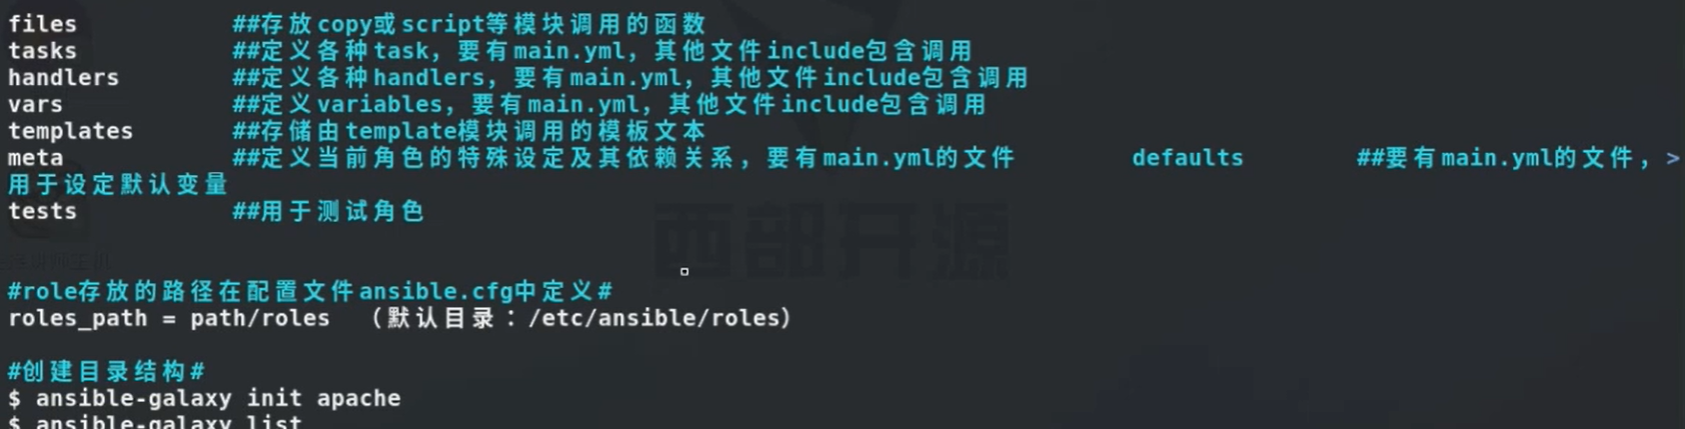 files ##存放copy或script等模块调用的函数
tasks ##定义各种task，要有main.yml，其他文件include包含调用
handlers ##定义各种handlers，要有main.yml，其他文件include包含调用
vars ##定义variables，要有main.yml，其他文件include包含调用
templates ##存储由template模块调用的模板文本
meta ##定义当前角色的特殊设定及其依赖关系，要有main.yml的文件 defaults ##要有main.yml的文件，>
用于设定默认变量
tests ##用于测试角色
西部开源
#role存放的路径在配置文件ansible.cfg中定义#
roles_path = path/roles （默认目录：/etc/ansible/roles）
#创建目录结构#
$ ansible-galaxy init apache
$ ansible-galaxy list